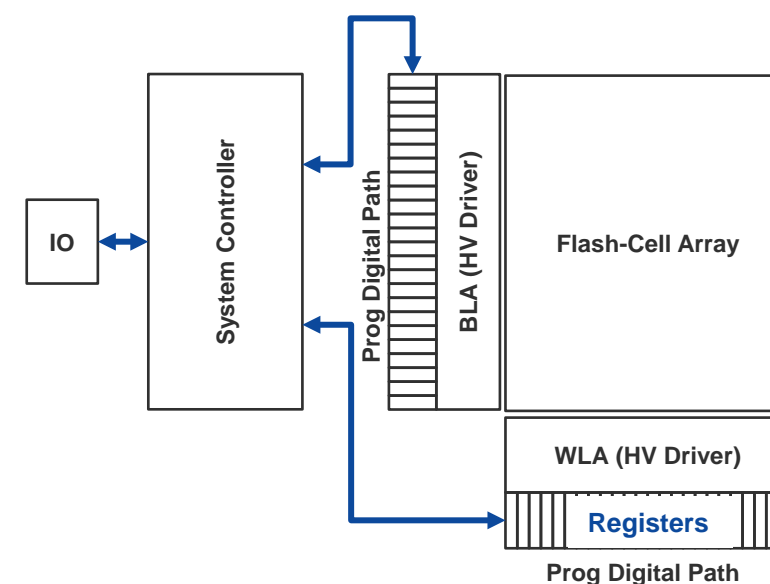 IO
System Controller
Prog Digital Path
BLA (HV Driver)
Flash-Cell Array
WLA (HV Driver)
Registers
Prog Digital Path